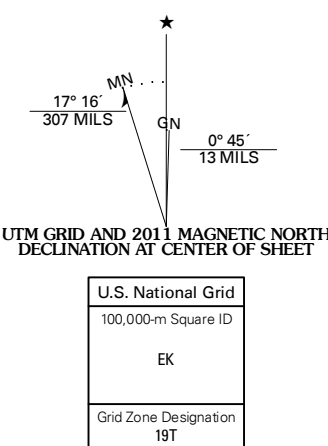 ★
MN
17° 16´
307 MILS
GN
0° 45´
13 MILS
UTM GRID AND 2011 MAGNETIC NORTH
DECLINATION AT CENTER OF SHEET
U.S. National Grid
100,000-m Square ID
EK
Grid Zone Designation
19T